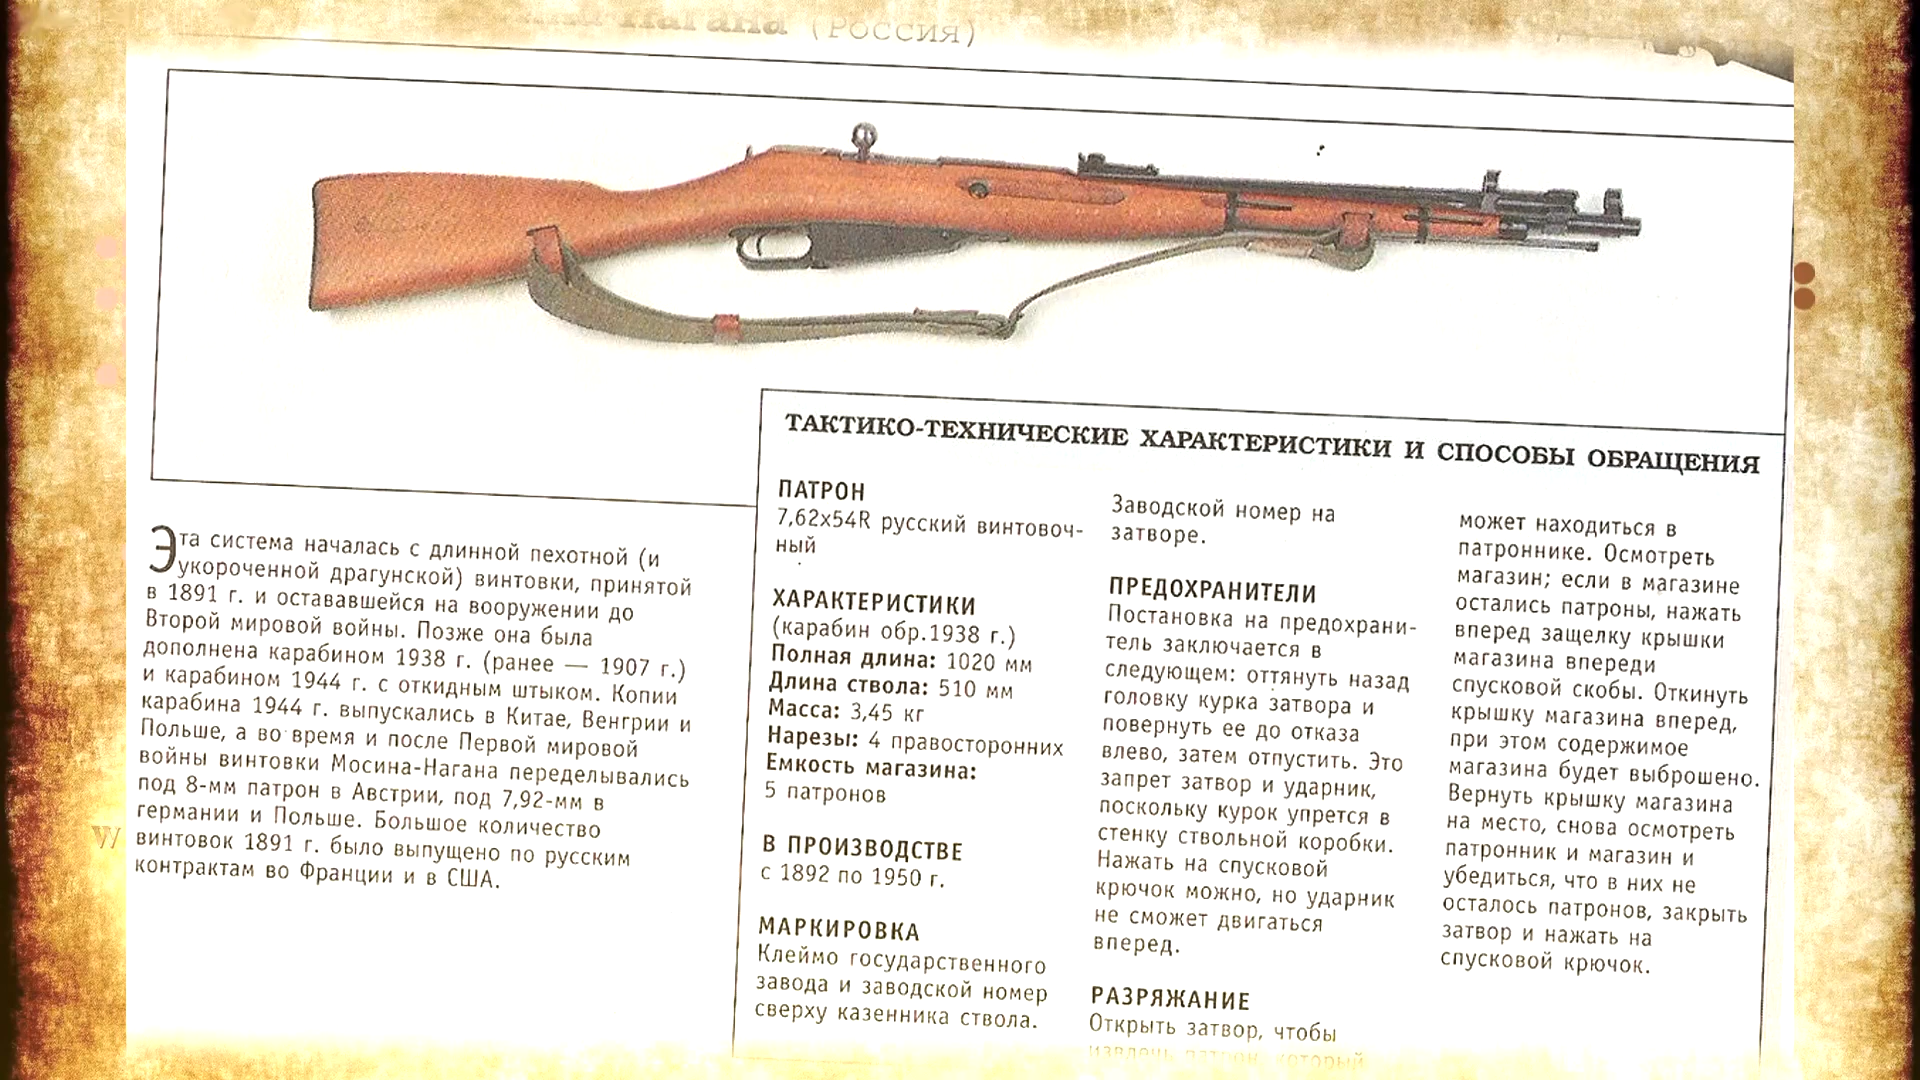 Нагана (Россия)
ТАКТИКО-ТЕХНИЧЕСКИЕ ХАРАКТЕРИСТИКИ И СПОСОБЫ ОБРАЩЕНИЯ
Эта система началась с длинной пехотной (и
укороченной драгунской) винтовки, принятой
в 1891 г. и остававшейся на вооружении до
Второй мировой войны. Позже она была
дополнена карабином 1938 г. (ранее — 1907 г.)
и карабином 1944 г. с откидным штыком. Копии
карабина 1944 г. выпускались в Китае, Венгрии и
Польше, а во время и после Первой мировой
войны винтовки Мосина-Нагана переделывались
под 8-мм патрон в Австрии, под 7,92-мм в
германии и Польше. Большое количество
винтовок 1891 г. было выпущено по русским
контрактам во Франции и в США.
ПАТРОН
7,62x54R русский винтовоч-
ный
ХАРАКТЕРИСТИКИ
(карабин обр.1938 г.)
Полная длина: 1020 мм
Длина ствола: 510 мм
Масса: 3,45 кг
Нарезы: 4 правосторонних
Емкость магазина:
5 патронов
В ПРОИЗВОДСТВЕ
с 1892 по 1950 г.
МАРКИРОВКА
Клеймо государственного
завода и заводской номер
сверху казенника ствола.
Заводской номер на
затворе.
ПРЕДОХРАНИТЕЛИ
Постановка на предохрани-
тель заключается в
следующем: оттянуть назад
головку курка затвора и
повернуть ее до отказа
влево, затем отпустить. Это
запрет затвор и ударник,
поскольку курок упрется в
стенку ствольной коробки.
Нажать на спусковой
крючок можно, но ударник
не сможет двигаться
вперед.
РАЗРЯЖАНИЕ
Открыть затвор, чтобы
извлечь патрон, который
может находиться в
патроннике. Осмотреть
магазин; если в магазине
остались патроны, нажать
вперед защелку крышки
магазина впереди
спусковой скобы. Откинуть
крышку магазина вперед,
при этом содержимое
магазина будет выброшено.
Вернуть крышку магазина
на место, снова осмотреть
патронник и магазин и
убедиться, что в них не
осталось патронов, закрыть
затвор и нажать на
спусковой крючок.
W